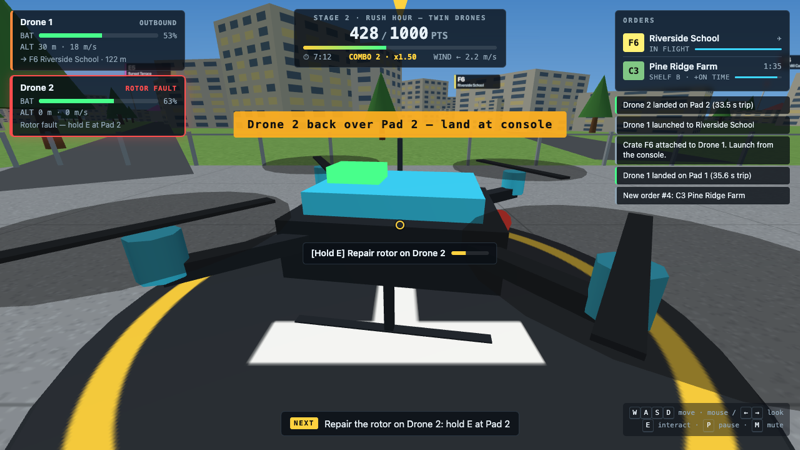 Drone 1 OUTBOUND
BAT 53%
ALT 30 m · 18 m/s
→ F6 Riverside School · 122 m
Drone 2 ROTOR FAULT
BAT 63%
ALT 0 m · 0 m/s
Rotor fault — hold E at Pad 2
STAGE 2 · RUSH HOUR — TWIN DRONES
428 / 1000 PTS
7:12 COMBO 2 · x1.50 WIND ← 2.2 m/s
ORDERS
F6 Riverside School +
IN FLIGHT
C3 Pine Ridge Farm 1:35
SHELF B · +ON TIME
Drone 2 landed on Pad 2 (33.5 s trip)
Drone 1 launched to Riverside School
Crate F6 attached to Drone 1. Launch from
the console.
Drone 1 landed on Pad 1 (35.6 s trip)
New order #4: C3 Pine Ridge Farm
F6
Riverside School
Drone 2 back over Pad 2 — land at console
[Hold E] Repair rotor on Drone 2
NEXT Repair the rotor on Drone 2: hold E at Pad 2
W A S D move · mouse / ← → look
E interact · P pause · M mute